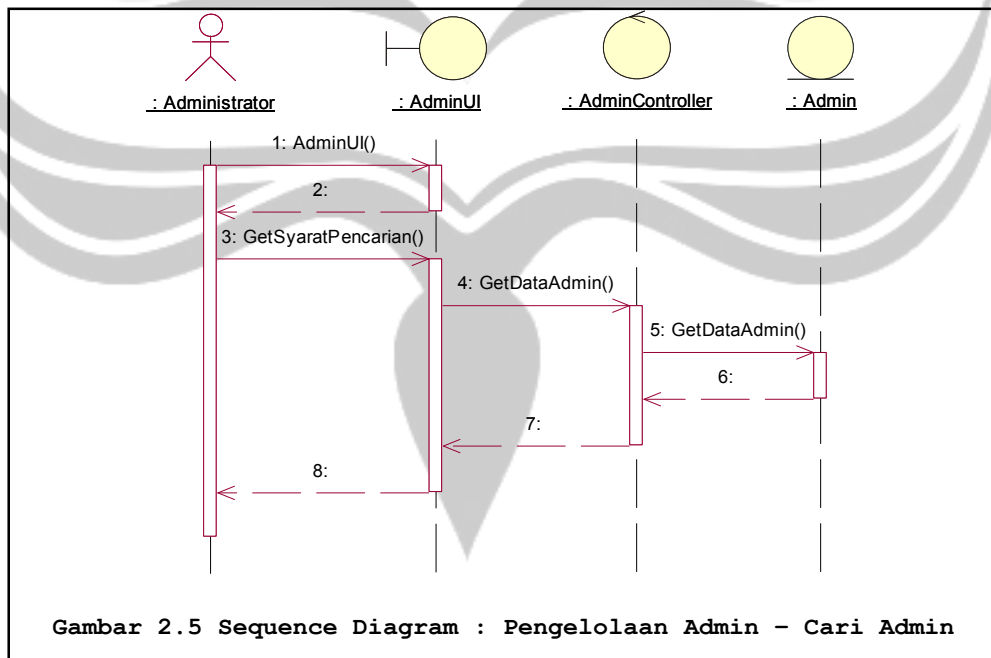 : Administrator
: AdminUI
: AdminController
: Admin
1: AdminUI()
2:
3: GetSyaratPencarian()
4: GetDataAdmin()
5: GetDataAdmin()
6:
7:
8:
Gambar 2.5 Sequence Diagram : Pengelolaan Admin – Cari Admin